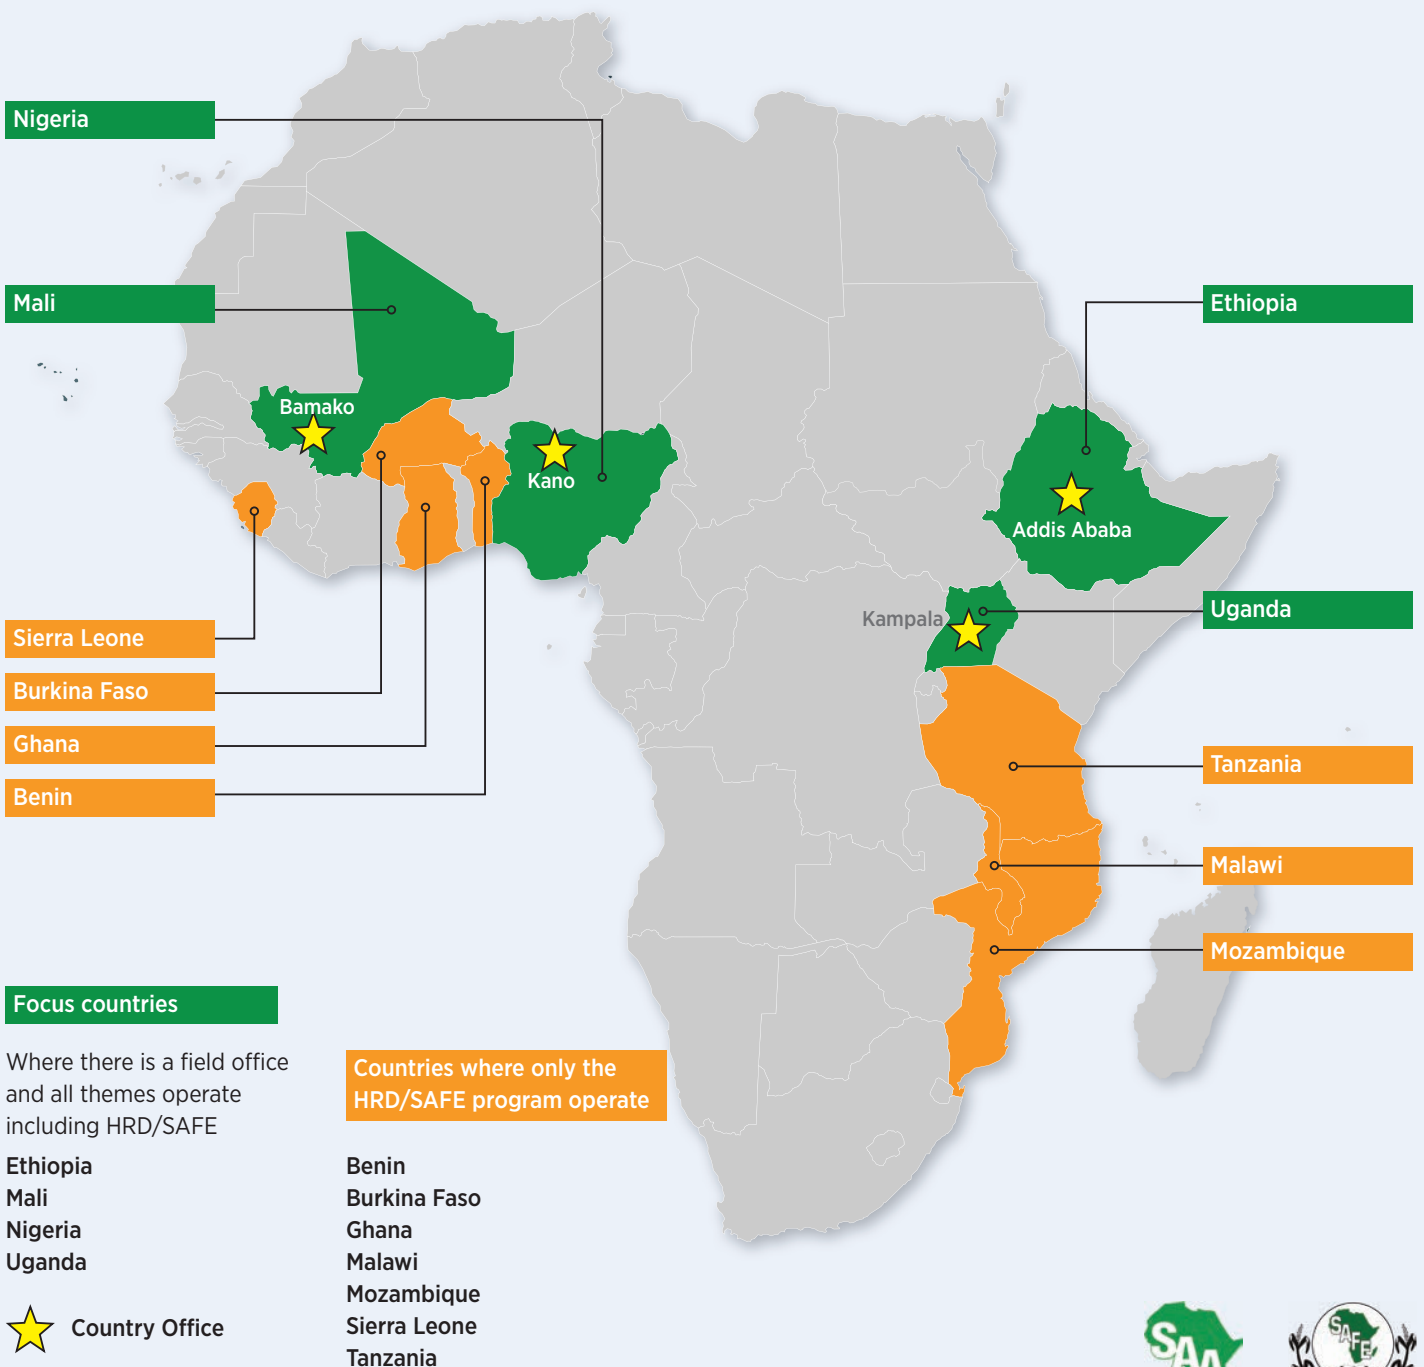 Nigeria
Mali
Ethiopia
Bamako
Kano
Addis Ababa
Kampala
Uganda
Sierra Leone
Burkina Faso
Ghana
Benin
Tanzania
Malawi
Mozambique
Focus countries
Where there is a field office
and all themes operate
including HRD/SAFE
Ethiopia
Mali
Nigeria
Uganda
Country Office
Countries where only the
HRD/SAFE program operate
Benin
Burkina Faso
Ghana
Malawi
Mozambique
Sierra Leone
Tanzania
SAA
SAFE